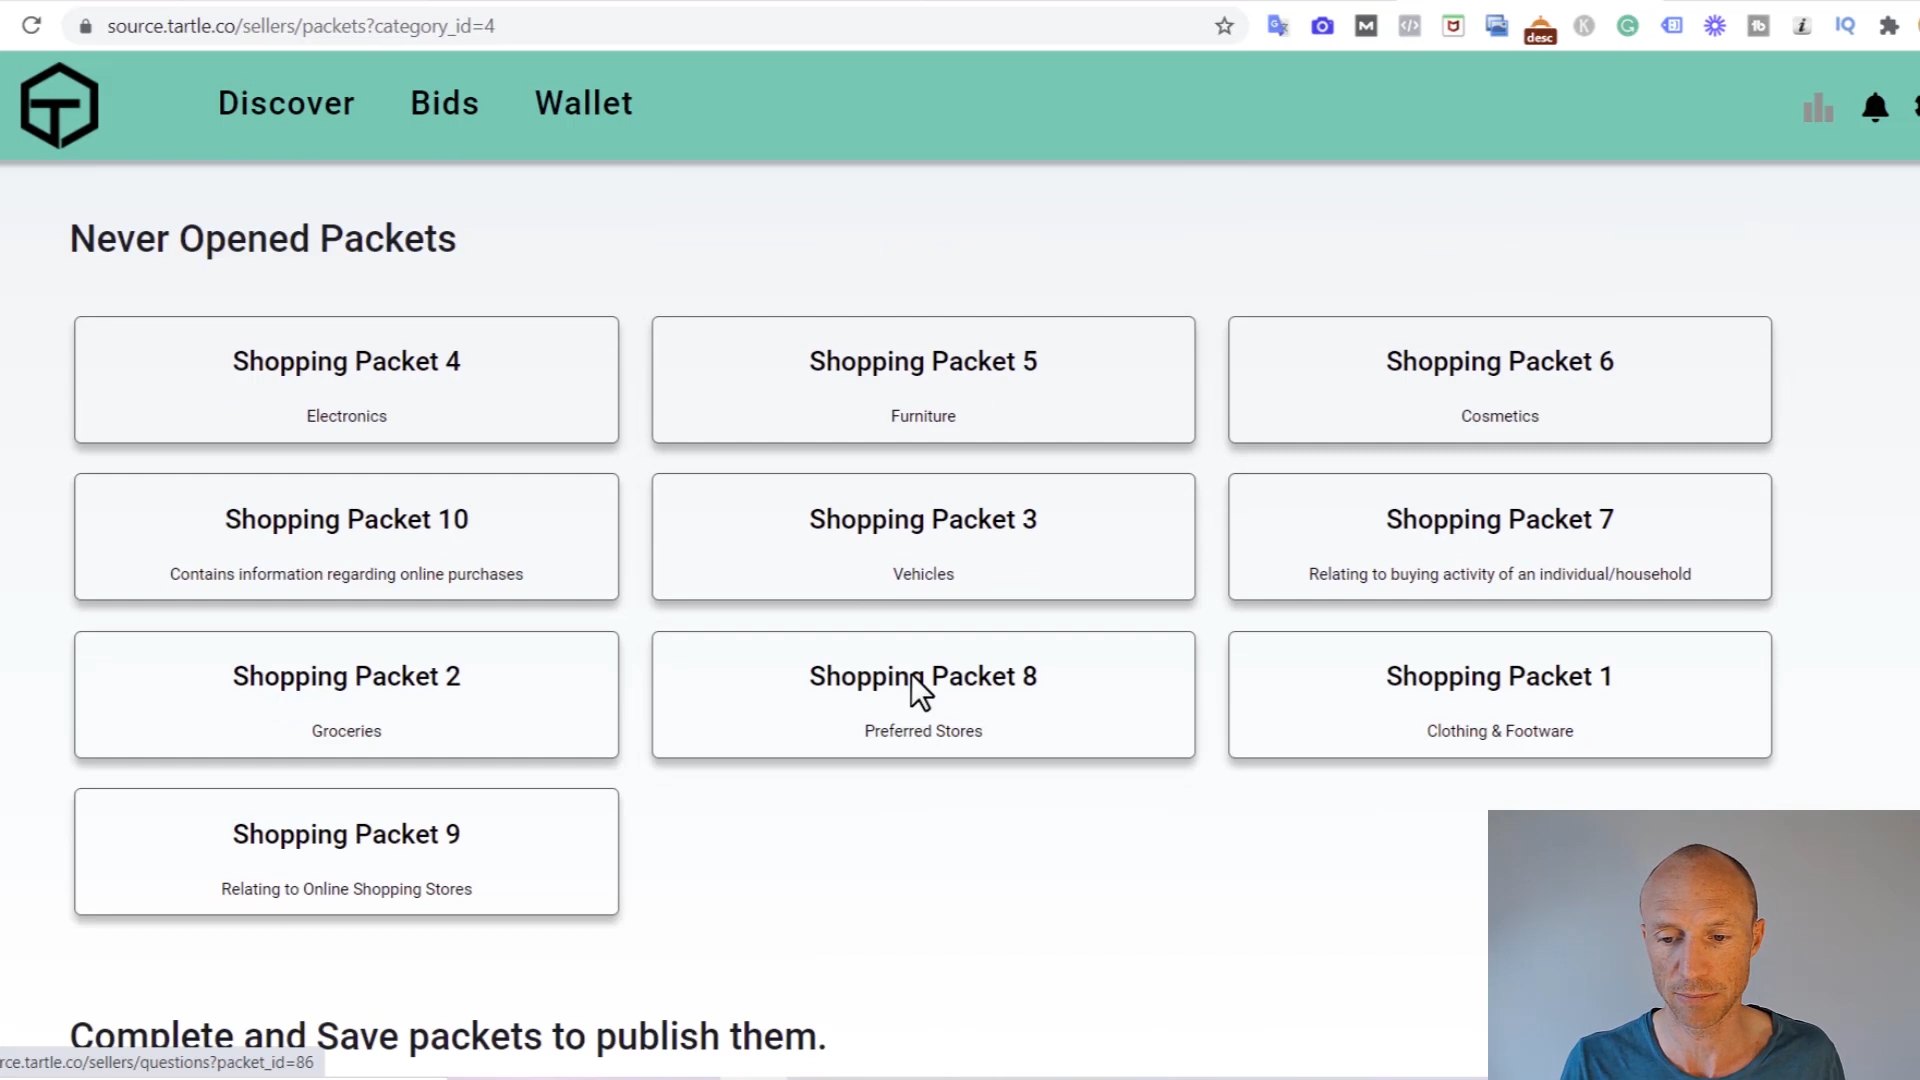 source.tartle.co/sellers/packets?category_id=4
desc
Discover Bids Wallet
Never Opened Packets
Shopping Packet 4
Electronics
Shopping Packet 5
Furniture
Shopping Packet 6
Cosmetics
Shopping Packet 10
Contains information regarding online purchases
Shopping Packet 3
Vehicles
Shopping Packet 7
Relating to buying activity of an individual/household
Shopping Packet 2
Groceries
Shopping Packet 8
Preferred Stores
Shopping Packet 1
Clothing & Footware
Shopping Packet 9
Relating to Online Shopping Stores
Complete and Save packets to publish them.
rce.tartle.co/sellers/questions?packet_id=86